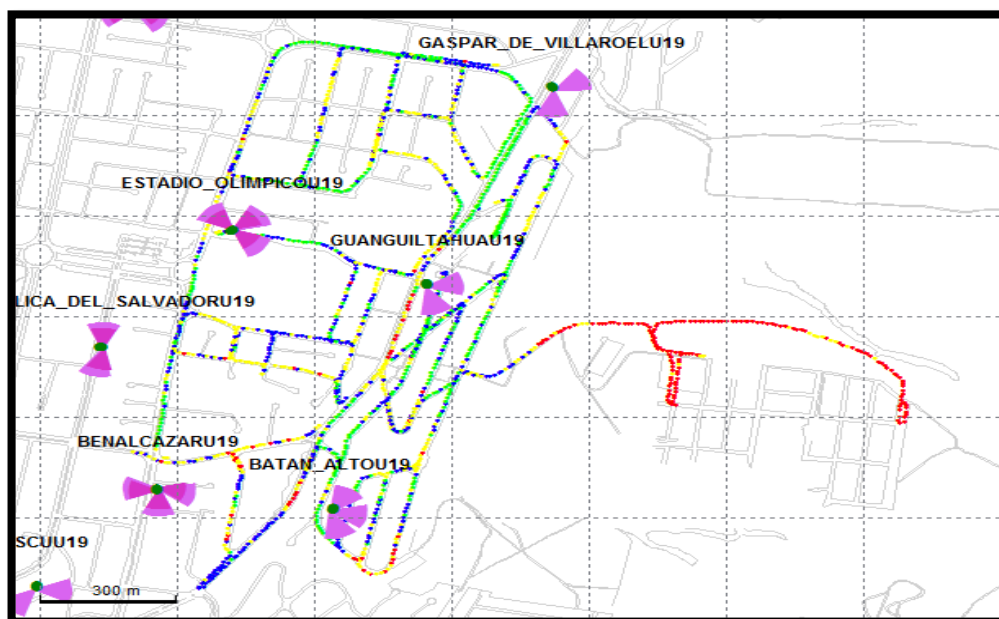 GASPAR_DE_VILLAROELU19
ESTADIO_OLIMPICOU19
GUANGUILTAHUAU19
LICA_DEL_SALVADORU19
BENALCAZARU19
BATAN_ALTOU19
SCUU19
300 m